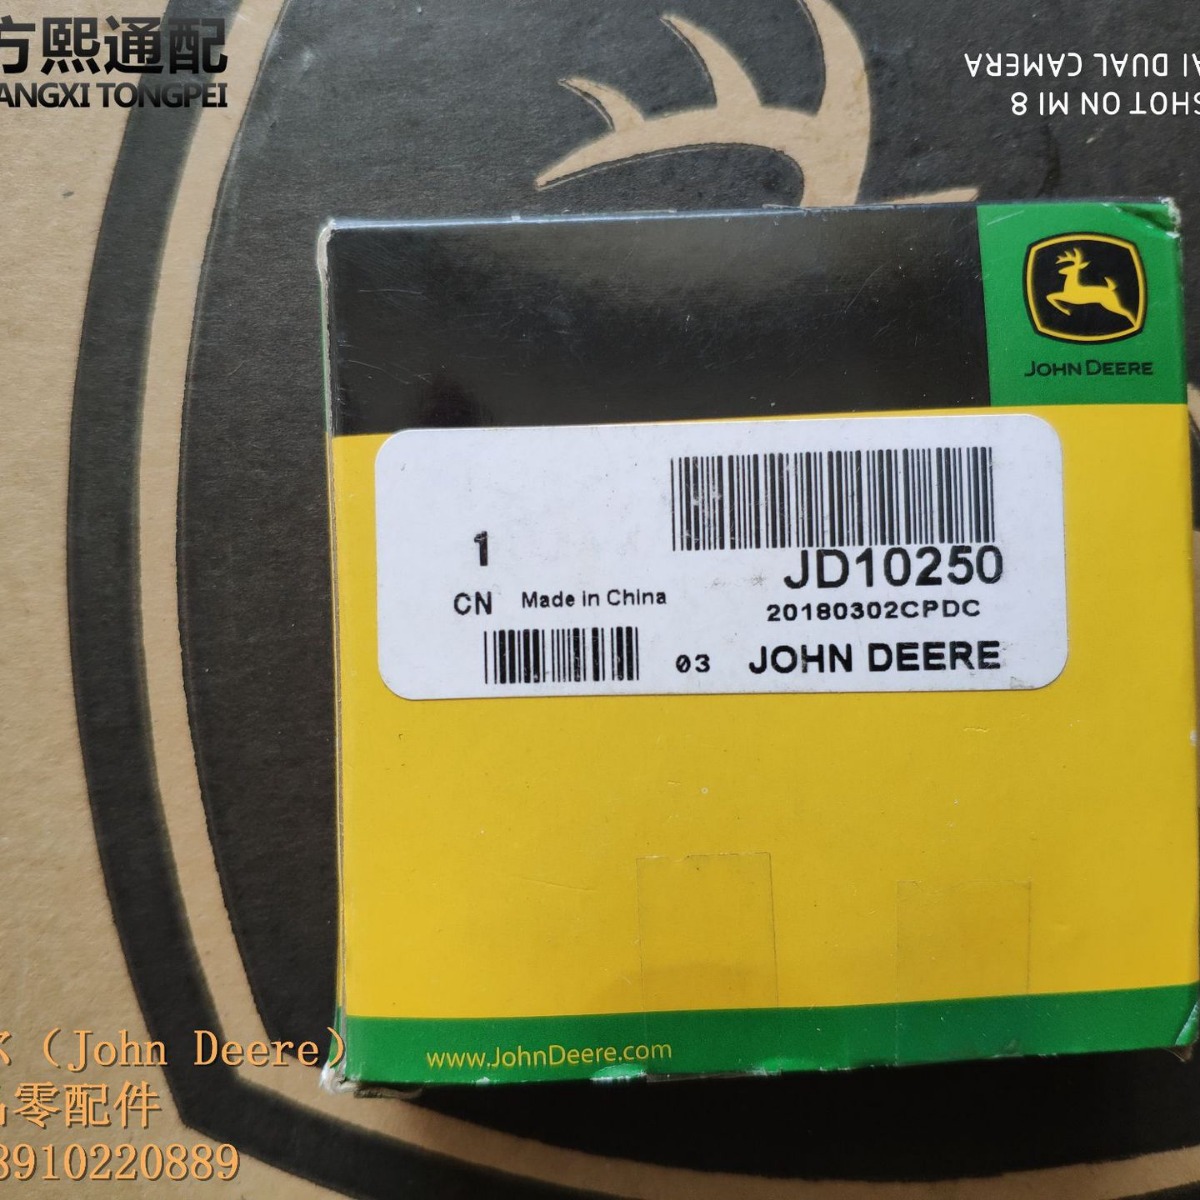 方熙通配
ANGXI TONGPEI
SHOT ON MI 8
AI DUAL CAMERA
JOHN DEERE
1
JD10250
CN Made in China
20180302CPDC
03 JOHN DEERE
www.JohnDeere.com
(John Deere)
零配件
8910220889